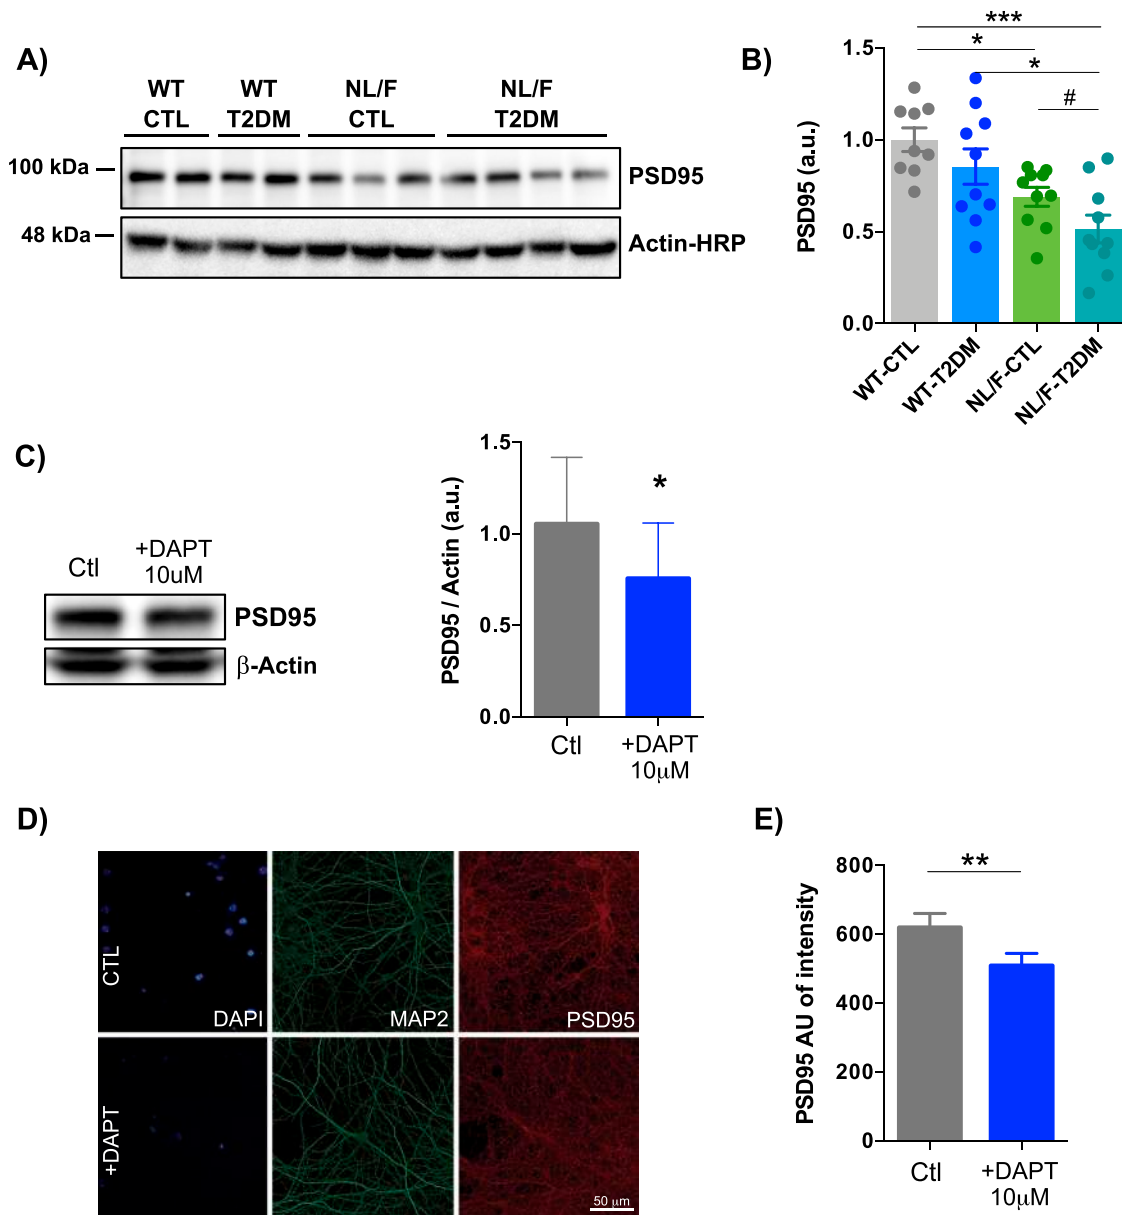 A)
WT WT NL/F NL/F
CTL T2DM CTL T2DM
100 kDa
PSD95
48 kDa
Actin-HRP
B)
***
*
*
#
1.5
1.0
0.5
0.0
PSD95 (a.u.)
WT-CTL
WT-T2DM
NL/F-CTL
NL/F-T2DM
C)
Ctl
+DAPT
10uM
PSD95
β-Actin
1.5
1.0
0.5
0.0
PSD95 / Actin (a.u.)
*
Ctl
+DAPT
10μM
D)
CTL
DAPI
MAP2
PSD95
+DAPT
50 μm
E)
800
600
400
200
0
PSD95 AU of intensity
**
Ctl
+DAPT
10μM